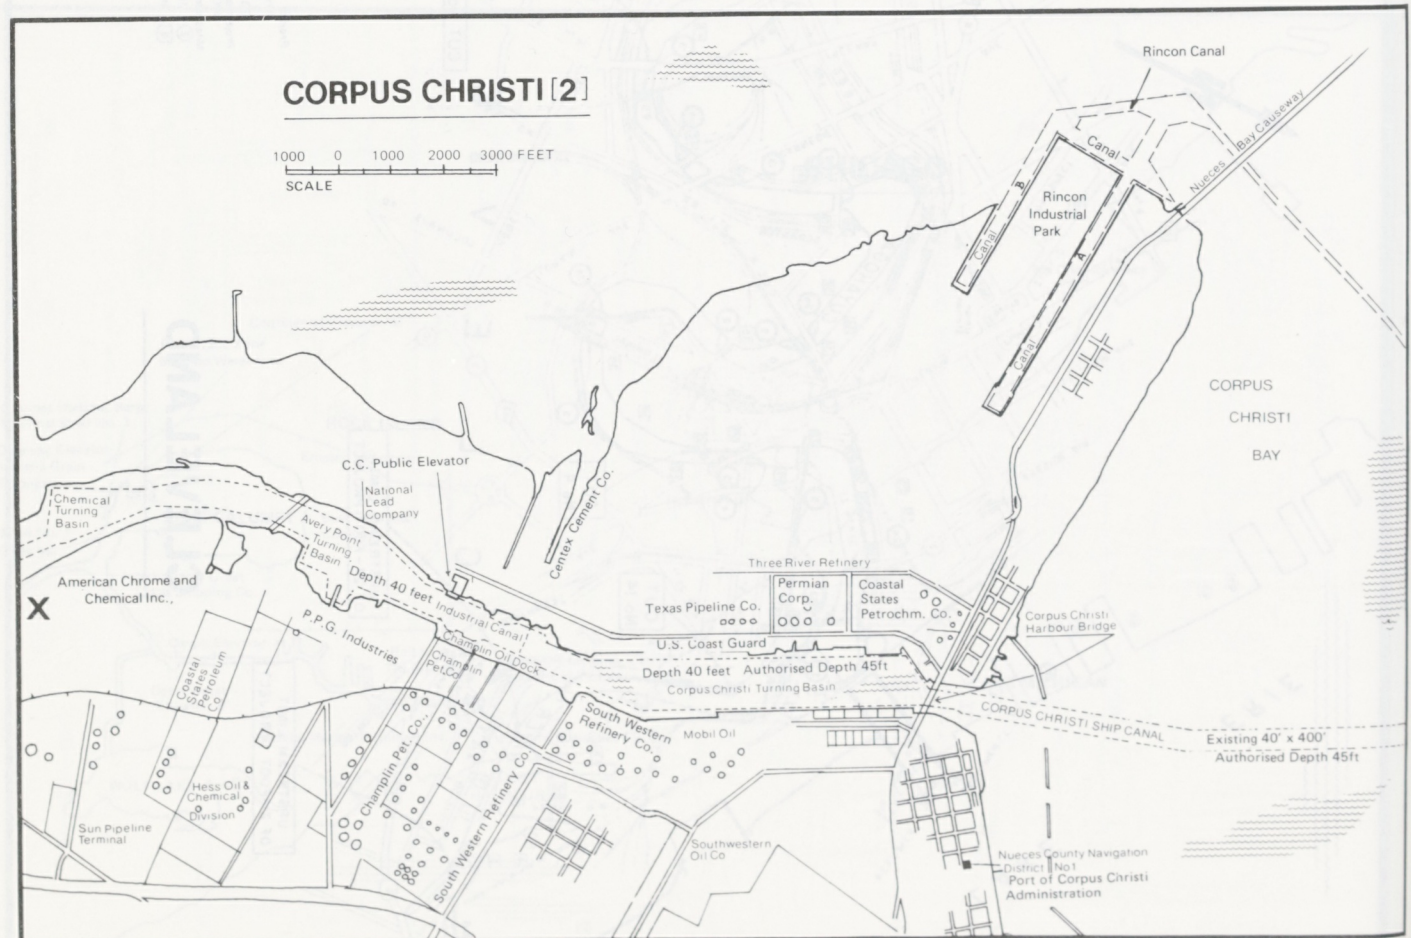 CORPUS CHRISTI [2]
1000 0 1000 2000 3000 FEET
SCALE
Rincon Canal
Nueces Bay Causeway
Canal
B
Canal
Rincon
Industrial
Park
A
Canal
CORPUS
CHRISTI
BAY
C.C. Public Elevator
National
Lead
Company
Centex Cement Co.
Chemical
Turning
Basin
Avery Point
Turning
Basin
Depth 40 feet
Industrial Canal
American Chrome and
Chemical Inc.,
X
P.P.G. Industries
Coastal
States
Petroleum
Co
Champlin Oil Dock
Champlin
Pet.Co
Three River Refinery
Texas Pipeline Co.
Permian
Corp.
Coastal
States
Petrochm. Co.
U.S. Coast Guard
Depth 40 feet Authorised Depth 45ft
Corpus Christi Turning Basin
Corpus Christi
Harbour Bridge
CORPUS CHRISTI SHIP CANAL
Existing 40' x 400'
Authorised Depth 45ft
South Western
Refinery Co.
Mobil Oil
Champlin Pet. Co.,
South Western Refinery Co.
Hess Oil &
Chemical
Division
Sun Pipeline
Terminal
Southwestern
Oil Co
Nueces County Navigation
District No1
Port of Corpus Christi
Administration